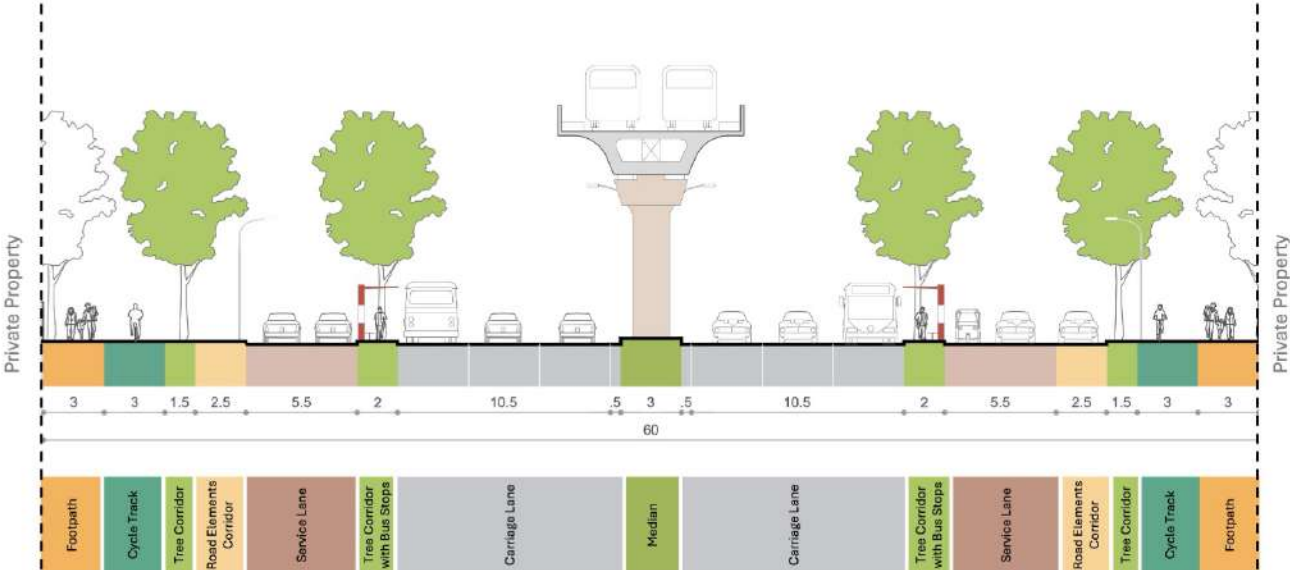 Private Property
Private Property
3
3
1.5
2.5
5.5
2
10.5
.5
3
.5
10.5
2
5.5
2.5
1.5
3
3
60
Footpath
Cycle Track
Tree Corridor
Road Elements
Corridor
Service Lane
Tree Corridor
with Bus Stops
Carriage Lane
Median
Carriage Lane
Tree Corridor
with Bus Stops
Service Lane
Road Elements
Corridor
Tree Corridor
Cycle Track
Footpath